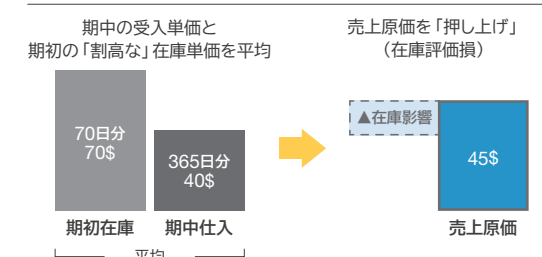 期中の受入単価と
期初の「割高な」在庫単価を平均
売上原価を「押し上げ」
（在庫評価損）
70日分
70$
365日分
40$
▲在庫影響
45$
期初在庫
期中仕入
売上原価
平均